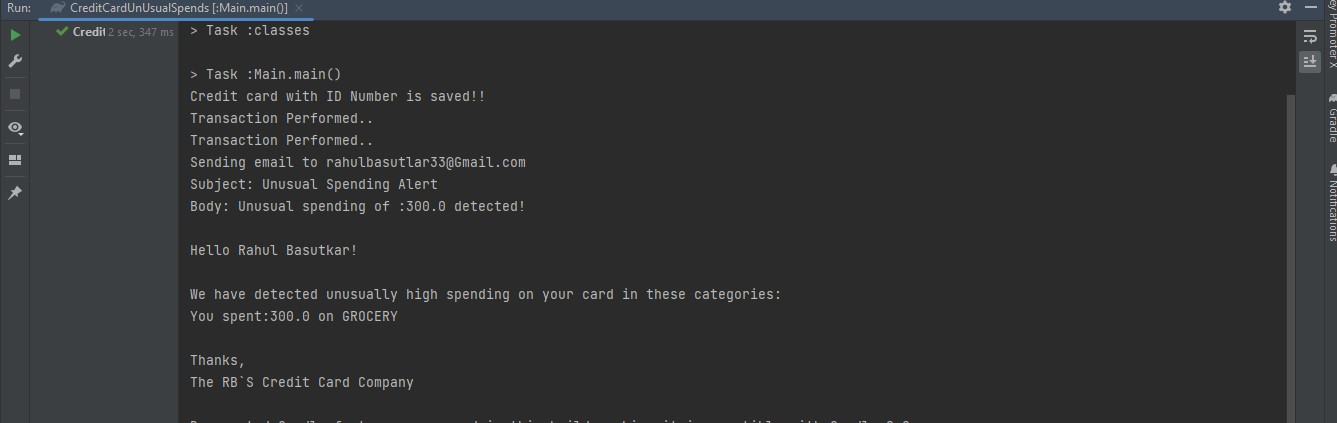 Run: CreditCardUnUsualSpends [:Main.main()]
Credit 2 sec, 347 ms
> Task :classes
> Task :Main.main()
Credit card with ID Number is saved!!
Transaction Performed..
Transaction Performed..
Sending email to rahulbasutlar33@Gmail.com
Subject: Unusual Spending Alert
Body: Unusual spending of :300.0 detected!
Hello Rahul Basutkar!
We have detected unusually high spending on your card in these categories:
You spent:300.0 on GROCERY
Thanks,
The RB`S Credit Card Company
Promoter X
Gradle
Notifications